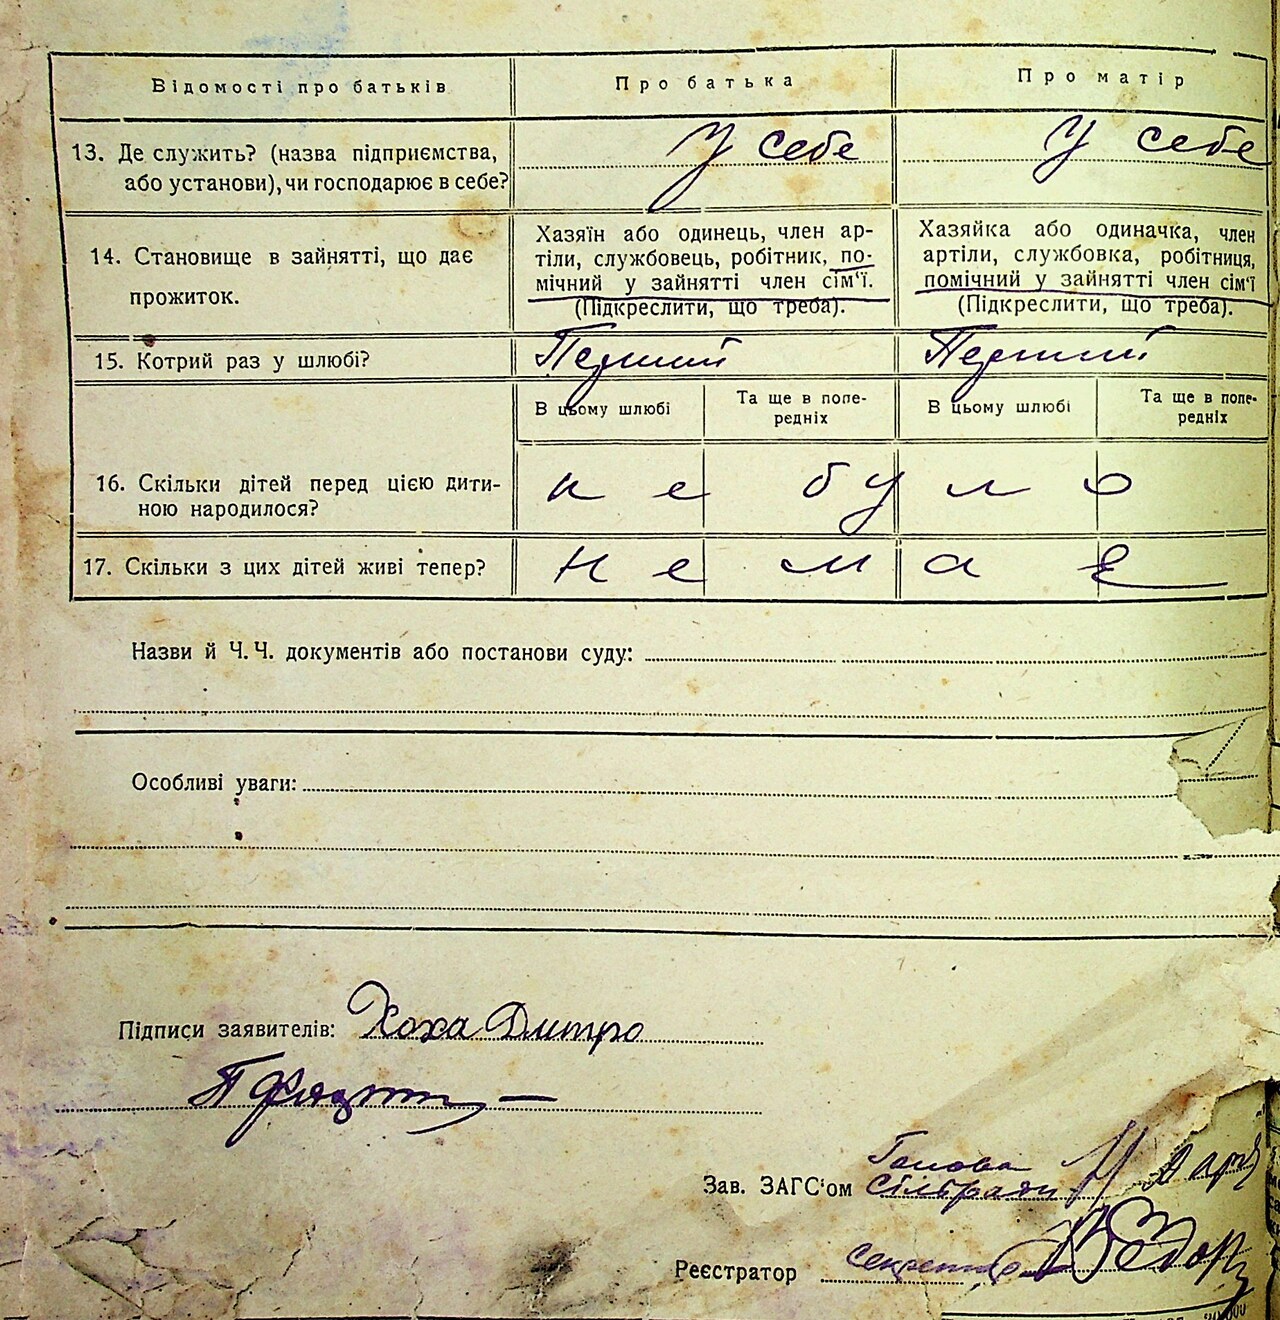 Відомості про батьків Про батька Про матір
13. Де служить? (назва підприємства, У себе У себе
або установи), чи господарює в себе?
14. Становище в зайнятті, що дає
прожиток.
Хазяїн або одинець, член ар-
тіли, службовець, робітник, по-
мічний у зайнятті член сім'ї.
(Підкреслити, що треба).
Хазяйка або одиначка, член
артіли, службовка, робітниця,
помічний у зайнятті член сім'ї
(Підкреслити, що треба).
15. Котрий раз у шлюбі? Перший Перший
В цьому шлюбі Та ще в попе-
редніх В цьому шлюбі Та ще в попе-
редніх
16. Скільки дітей перед цією дити-
ною народилося? не було
17. Скільки з цих дітей живі тепер? немає
Назви й Ч. Ч. документів або постанови суду:
Особливі уваги:
Підписи заявителів: Хоха Дмитро
Голова
Зав. ЗАГС'ом Сільради
Реєстратор секретар